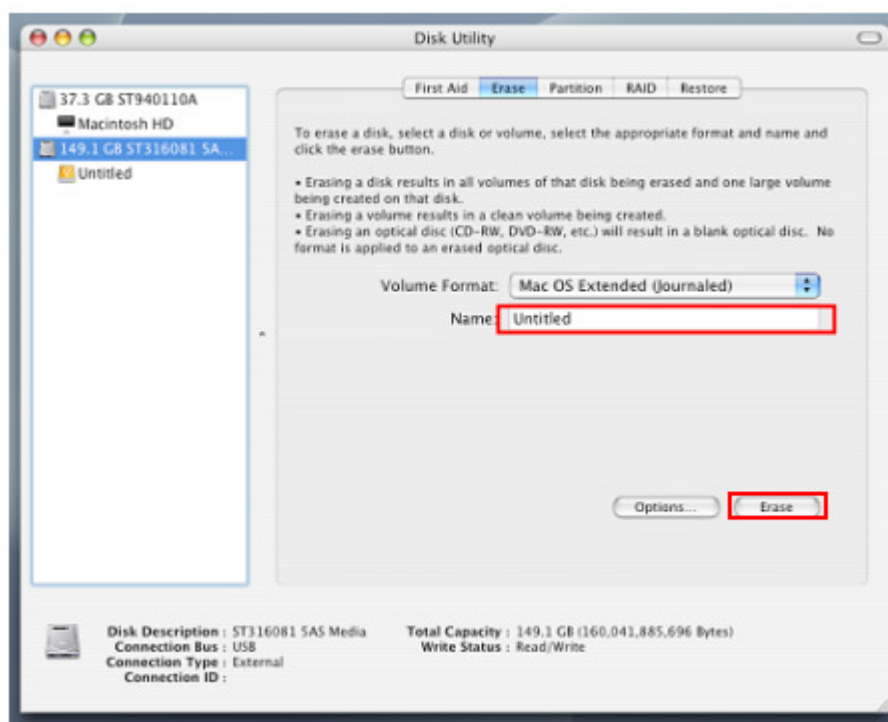 Disk Utility
37.3 GB ST940110A
Macintosh HD
149.1 GB ST316081 5A...
Untitled
First Aid Erase Partition RAID Restore
To erase a disk, select a disk or volume, select the appropriate format and name and
click the erase button.
• Erasing a disk results in all volumes of that disk being erased and one large volume
being created on that disk.
• Erasing a volume results in a clean volume being created.
• Erasing an optical disc (CD-RW, DVD-RW, etc.) will result in a blank optical disc. No
format is applied to an erased optical disc.
Volume Format: Mac OS Extended (Journaled)
Name: Untitled
Options... Erase
Disk Description : ST316081 5AS Media
Connection Bus : USB
Connection Type : External
Connection ID :
Total Capacity : 149.1 GB (160,041,885,696 Bytes)
Write Status : Read/Write